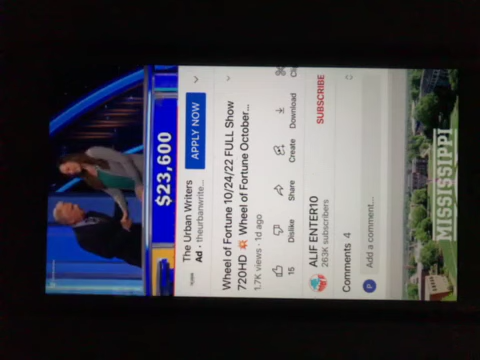 $23,600
The Urban Writers
Ad · theurbanwrite...
APPLY NOW
Wheel of Fortune 10/24/22 FULL Show
720HD 💥 Wheel of Fortune October...
1.7K views · 1d ago
15
Dislike
Share
Create
Download
Cli
ALIF ENTER10
263K subscribers
SUBSCRIBE
Comments 4
P
Add a comment...
MISSISSIPPI